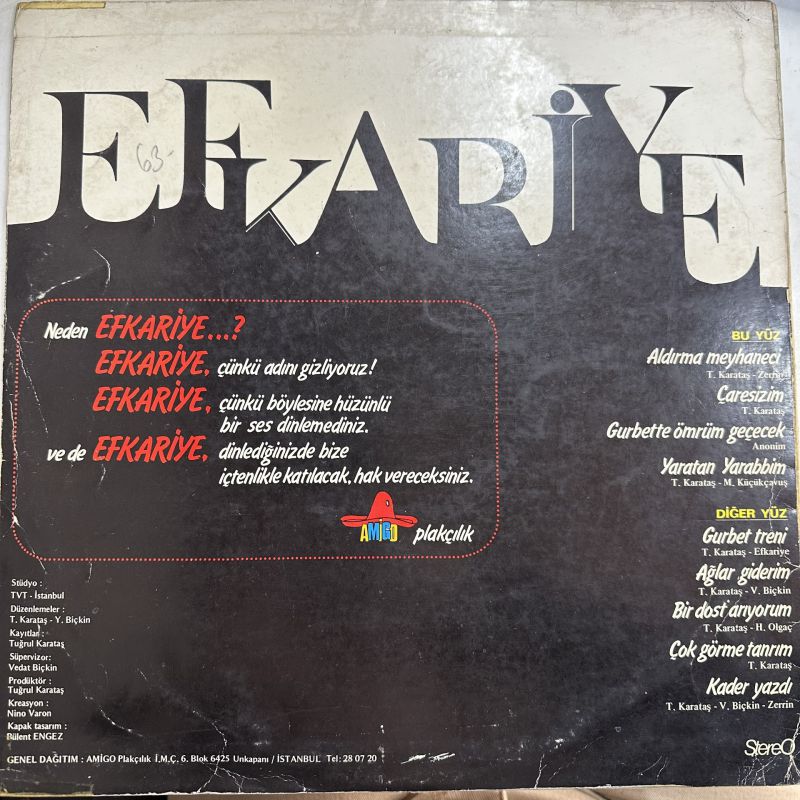 EFKARİYE
63-
Neden EFKARİYE...?
EFKARİYE, çünkü adını gizliyoruz!
EFKARİYE, çünkü böylesine hüzünlü
bir ses dinlemediniz.
ve de EFKARİYE, dinlediğinizde bize
içtenlikle katılacak, hak vereceksiniz.
AMİGO plakçılık
BU YÜZ
Aldırma meyhaneci
T. Karataş - Zerrin
Çaresizim
T. Karataş
Gurbette ömrüm geçecek
Anonim
Yaratan Yarabbim
T. Karataş - M. Küçükçavuş
DİĞER YÜZ
Gurbet treni
T. Karataş - Efkariye
Ağlar giderim
T. Karataş - V. Biçkin
Bir dost arıyorum
T. Karataş - H. Olgaç
Çok görme tanrım
T. Karataş
Kader yazdı
T. Karataş - V. Biçkin - Zerrin
Stüdyo :
TVT - İstanbul
Düzenlemeler :
T. Karataş - Y. Biçkin
Kayıtlar :
Tuğrul Karataş
Süpervizor:
Vedat Biçkin
Prodüktör :
Tuğrul Karataş
Kreasyon :
Nino Varon
Kapak tasarım :
Bülent ENGEZ
Stereo
GENEL DAĞITIM : AMİGO Plakçılık İ.M.Ç. 6. Blok 6425 Unkapanı / İSTANBUL Tel: 28 07 20